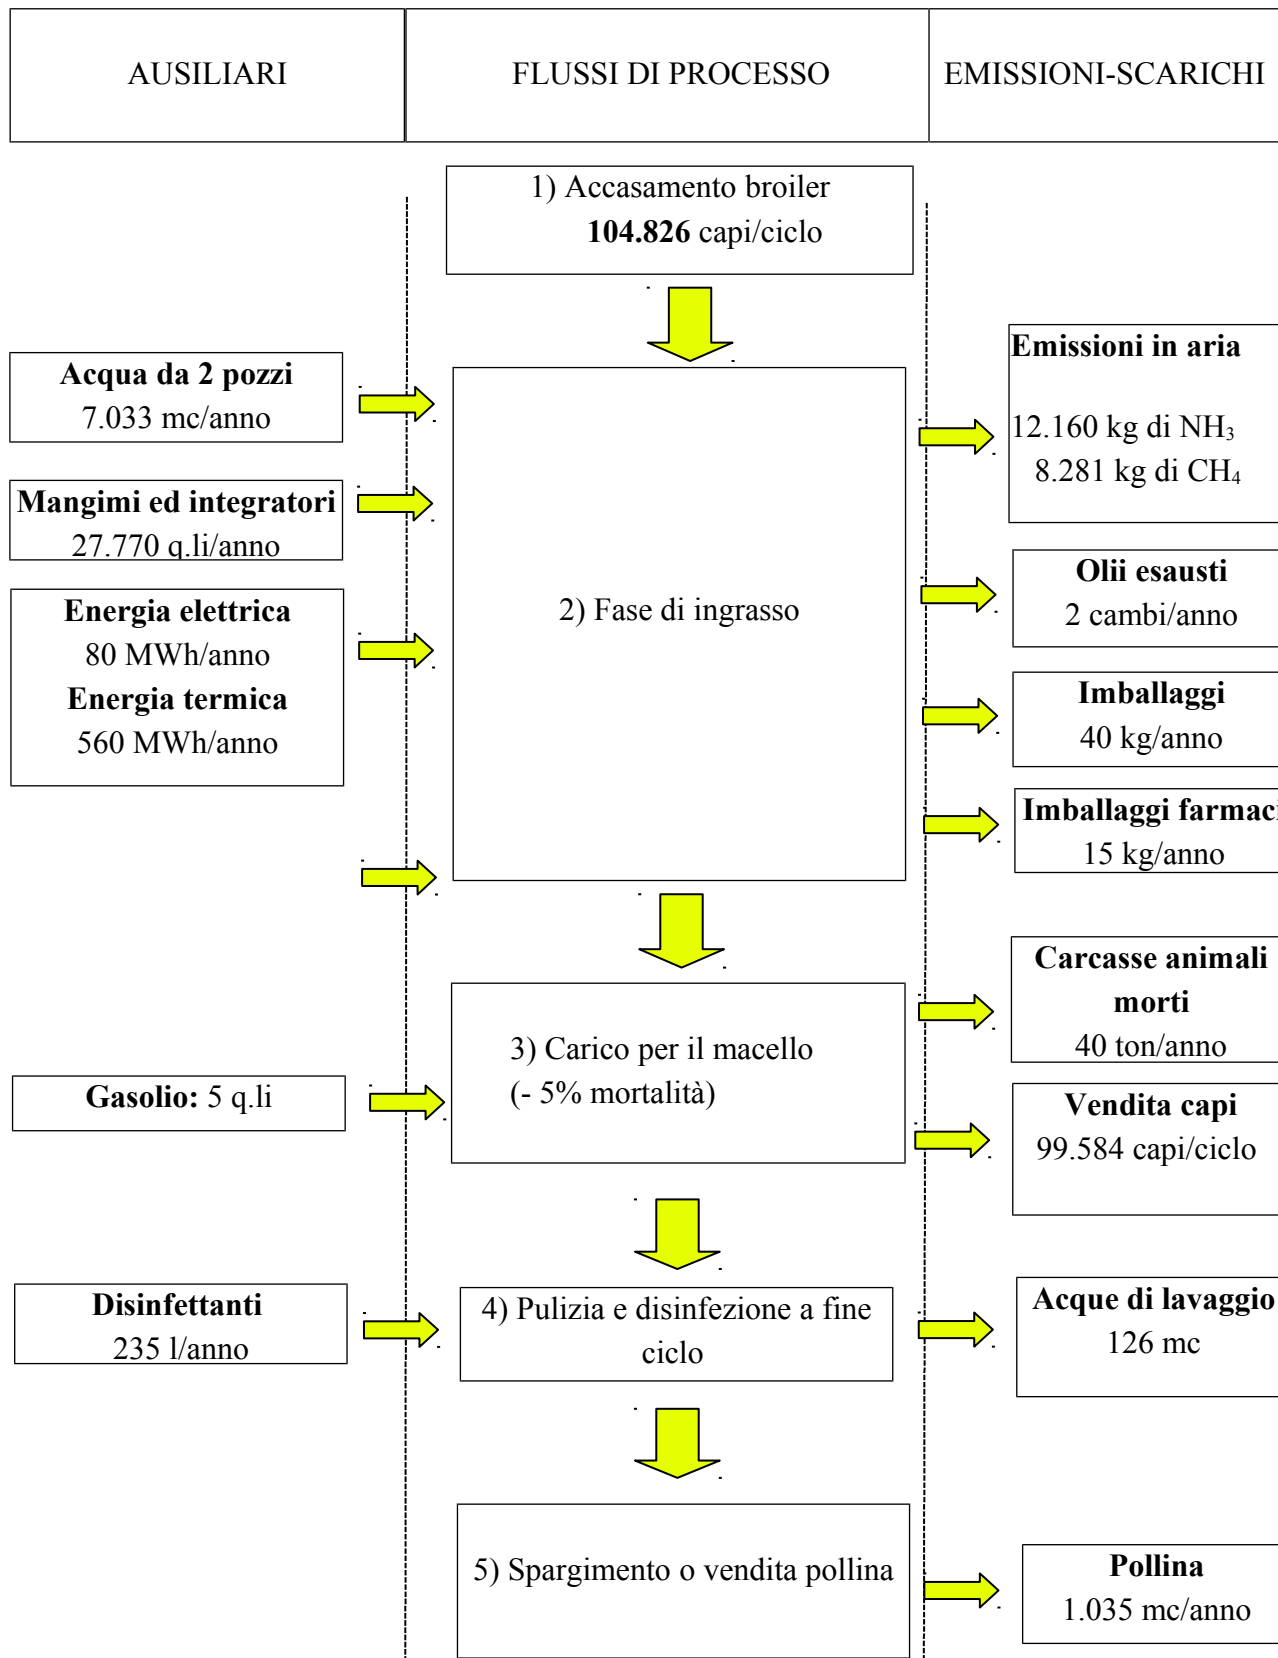 AUSILIARI
FLUSSI DI PROCESSO
EMISSIONI-SCARICHI
1) Accasamento broiler
104.826 capi/ciclo
Acqua da 2 pozzi
7.033 mc/anno
Mangimi ed integratori
27.770 q.li/anno
Energia elettrica
80 MWh/anno
Energia termica
560 MWh/anno
2) Fase di ingrasso
Emissioni in aria
12.160 kg di NH₃
8.281 kg di CH₄
Olii esausti
2 cambi/anno
Imballaggi
40 kg/anno
Imballaggi farmaci
15 kg/anno
Gasolio: 5 q.li
3) Carico per il macello
(- 5% mortalità)
Carcasse animali
morti
40 ton/anno
Vendita capi
99.584 capi/ciclo
Disinfettanti
235 l/anno
4) Pulizia e disinfezione a fine
ciclo
Acque di lavaggio
126 mc
5) Spargimento o vendita pollina
Pollina
1.035 mc/anno